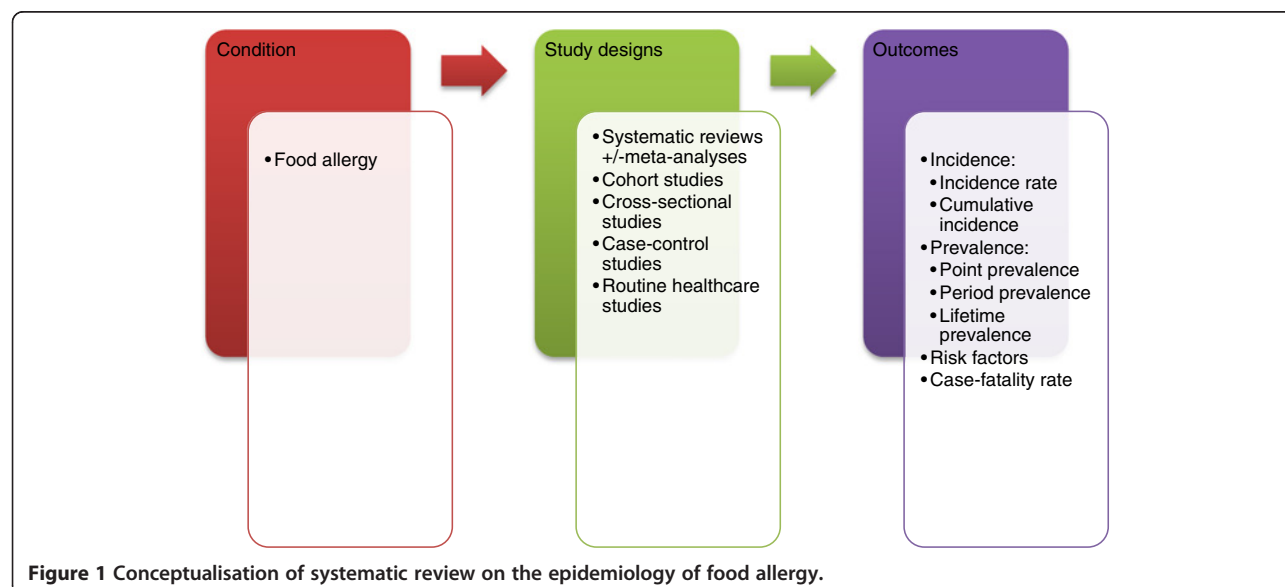 Condition
• Food allergy
Study designs
• Systematic reviews
+/-meta-analyses
• Cohort studies
• Cross-sectional
studies
• Case-control
studies
• Routine healthcare
studies
Outcomes
• Incidence:
• Incidence rate
• Cumulative
incidence
• Prevalence:
• Point prevalence
• Period prevalence
• Lifetime
prevalence
• Risk factors
• Case-fatality rate
Figure 1 Conceptualisation of systematic review on the epidemiology of food allergy.